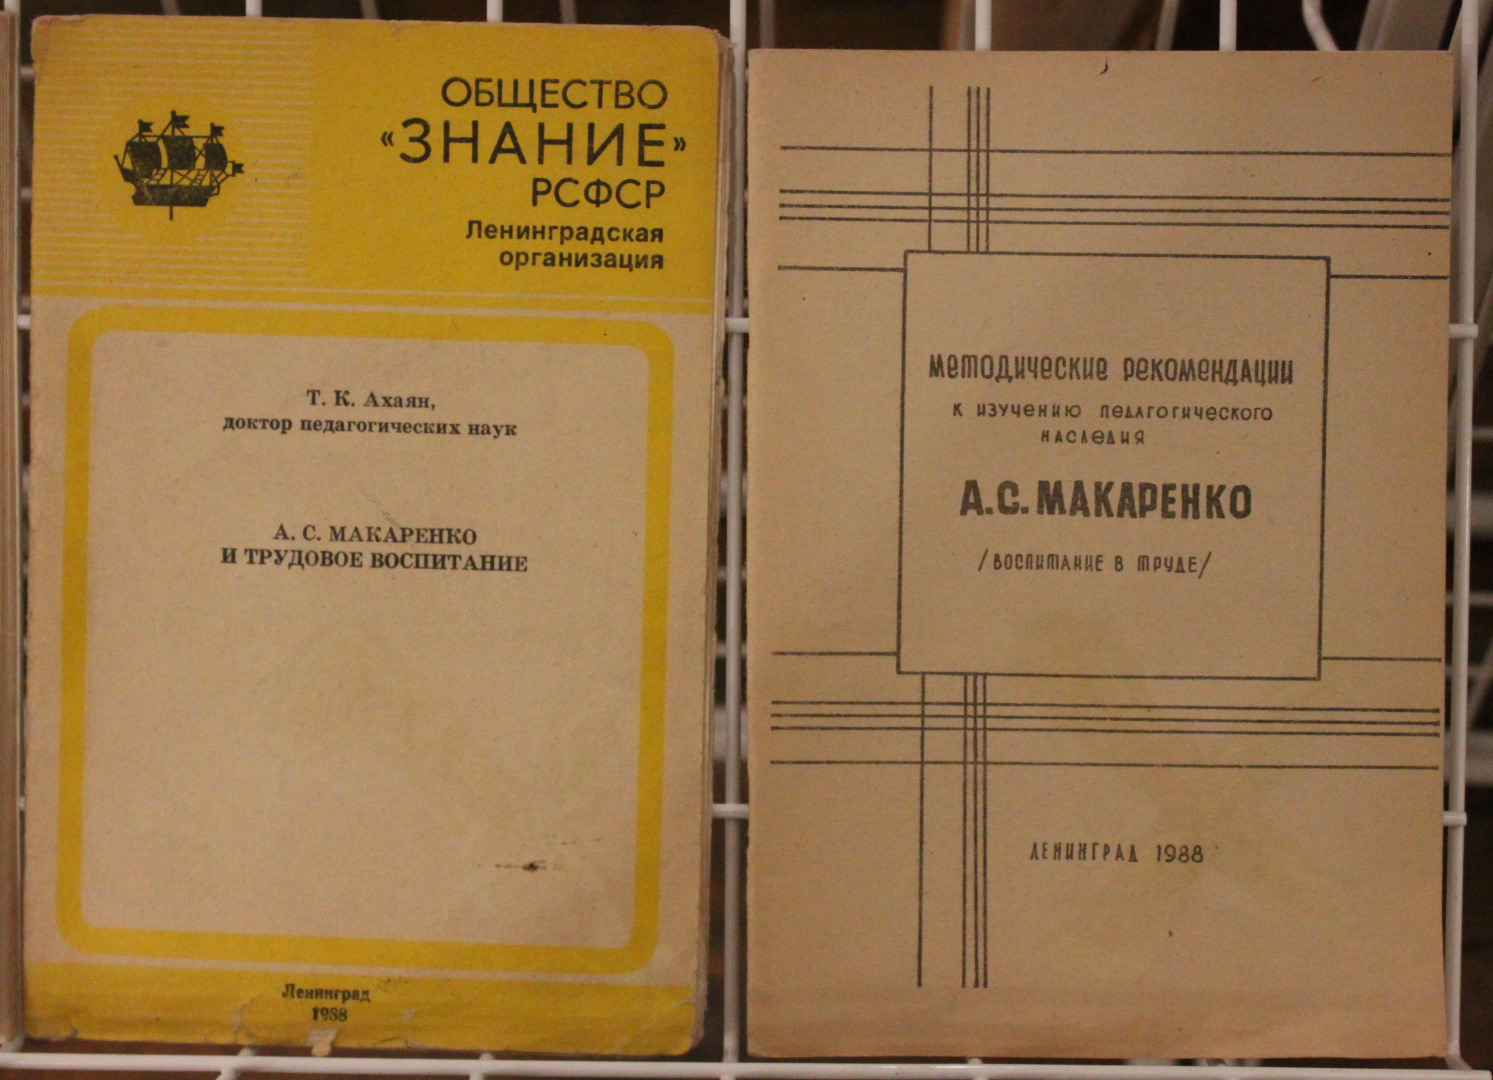 ОБЩЕСТВО
«ЗНАНИЕ»
РСФСР
Ленинградская
организация
Т. К. Ахаян,
доктор педагогических наук
А. С. МАКАРЕНКО
И ТРУДОВОЕ ВОСПИТАНИЕ
Ленинград
1988
МЕТОДИЧЕСКИЕ РЕКОМЕНДАЦИИ
К ИЗУЧЕНИЮ ПЕДАГОГИЧЕСКОГО
НАСЛЕДИЯ
А.С. МАКАРЕНКО
/ВОСПИТАНИЕ В ТРУДЕ/
ЛЕНИНГРАД 1988